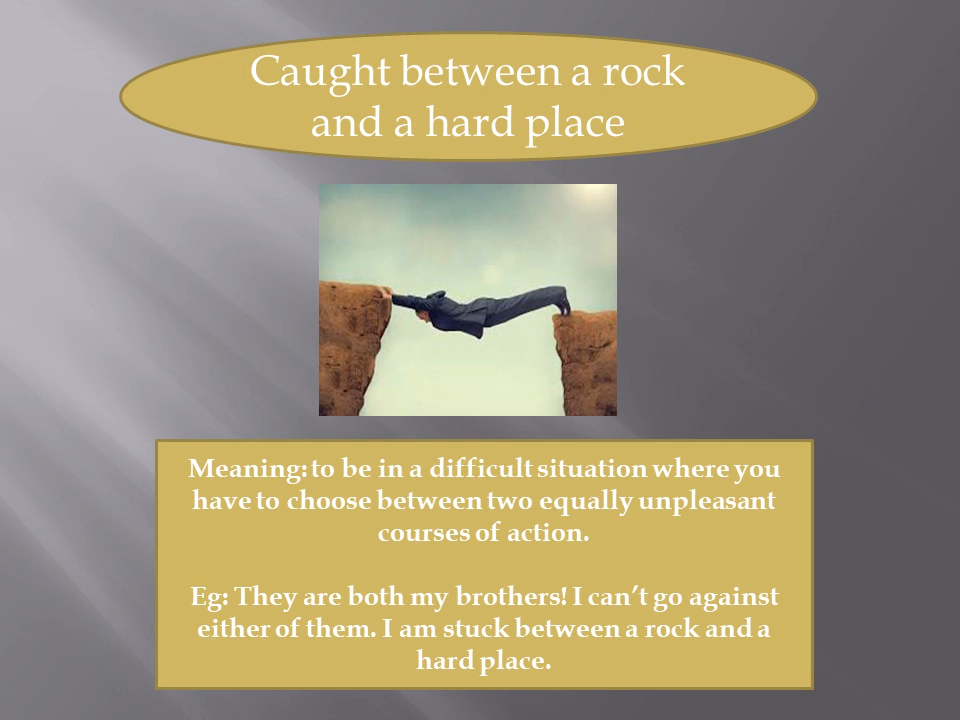 Caught between a rock
and a hard place
Meaning: to be in a difficult situation where you
have to choose between two equally unpleasant
courses of action.
Eg: They are both my brothers! I can’t go against
either of them. I am stuck between a rock and a
hard place.